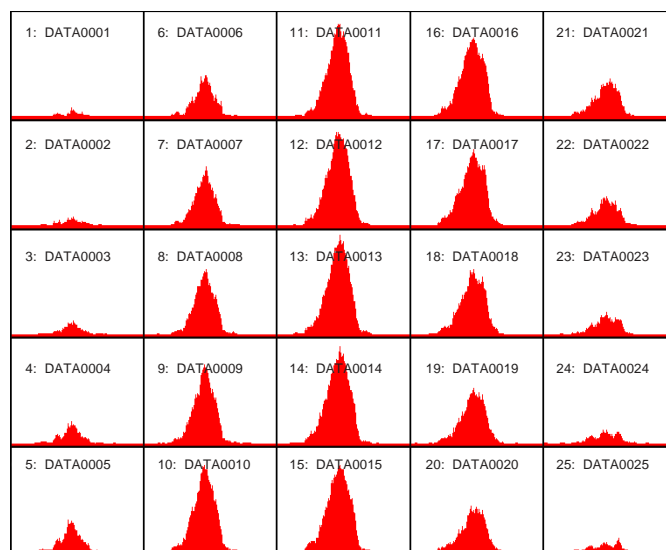 1: DATA0001
6: DATA0006
11: DATA0011
16: DATA0016
21: DATA0021
2: DATA0002
7: DATA0007
12: DATA0012
17: DATA0017
22: DATA0022
3: DATA0003
8: DATA0008
13: DATA0013
18: DATA0018
23: DATA0023
4: DATA0004
9: DATA0009
14: DATA0014
19: DATA0019
24: DATA0024
5: DATA0005
10: DATA0010
15: DATA0015
20: DATA0020
25: DATA0025